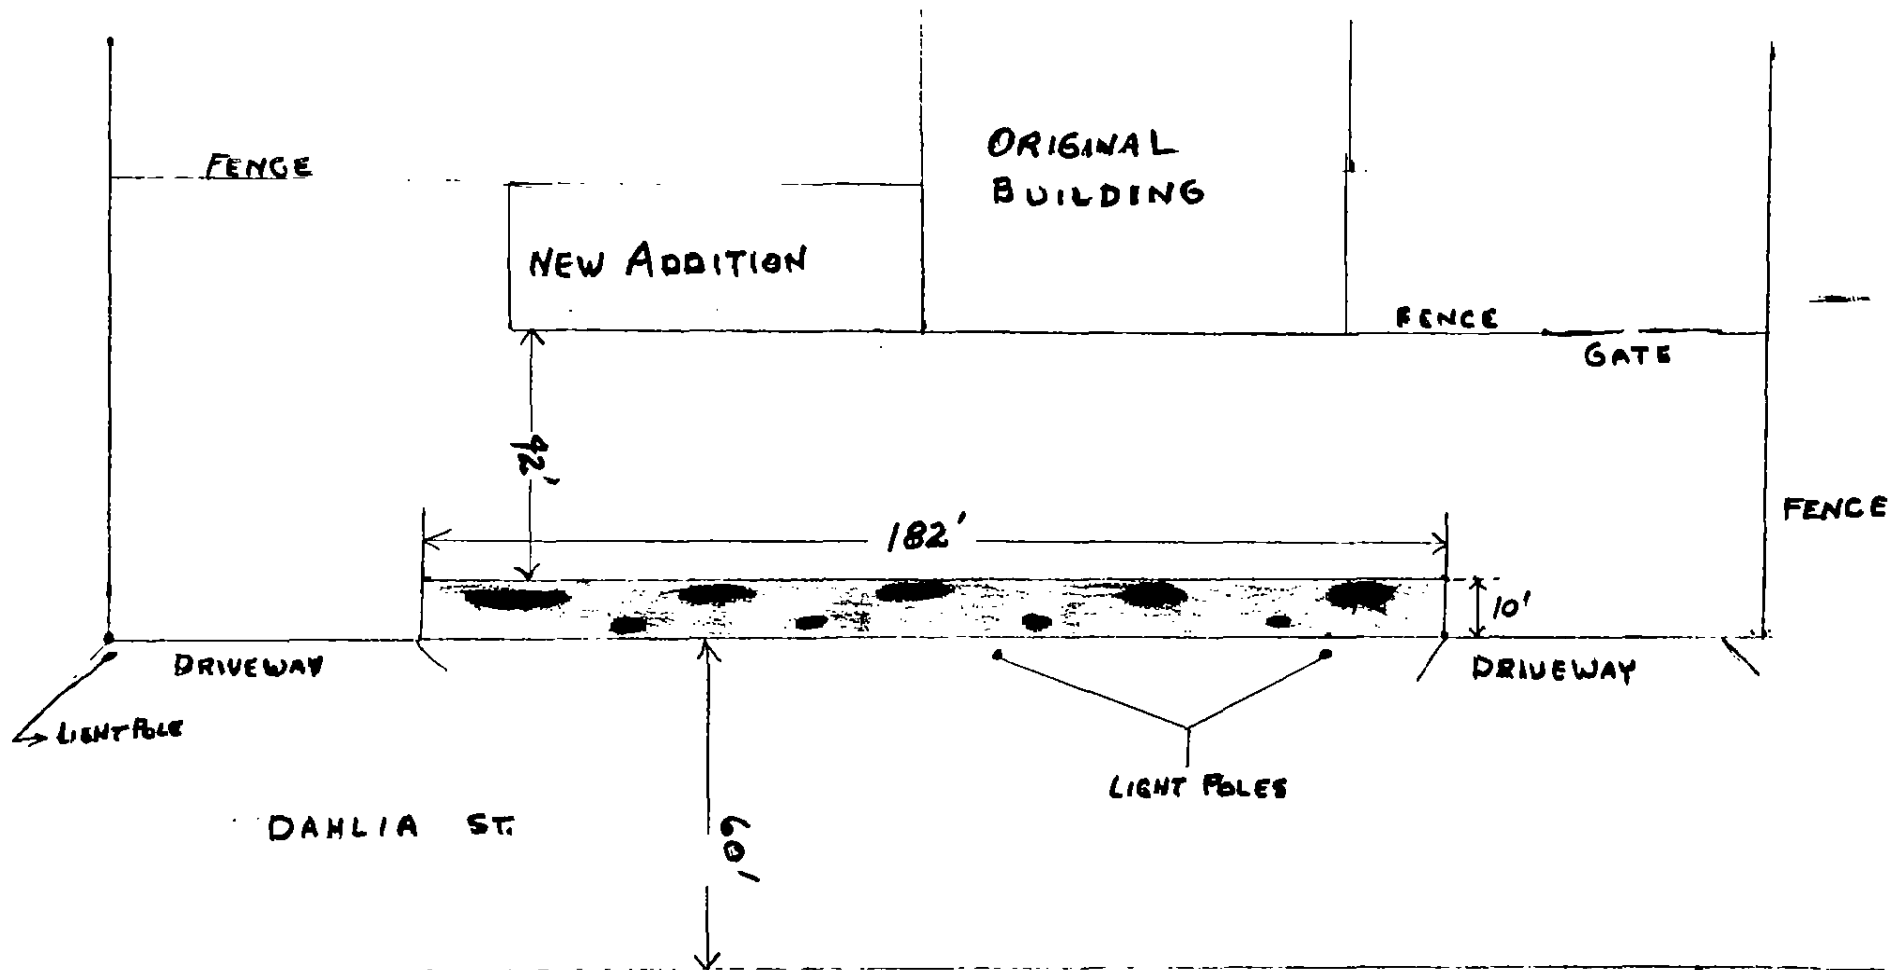 ORIGINAL
BUILDING
FENCE
NEW ADDITION
FENCE
GATE
42'
182'
FENCE
10'
DRIVEWAY
DRIVEWAY
LIGHT POLE
LIGHT POLES
DAHLIA ST.
60'